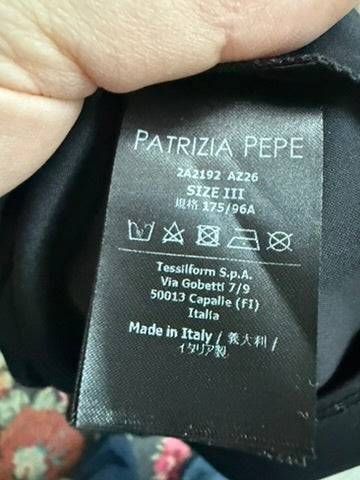 PATRIZIA PEPE
2A2192 AZ26
SIZE III
規格 175/96A
Tessilform S.p.A.
Via Gobetti 7/9
50013 Capalle (FI)
Italia
Made in Italy / 義大利 /
イタリア製